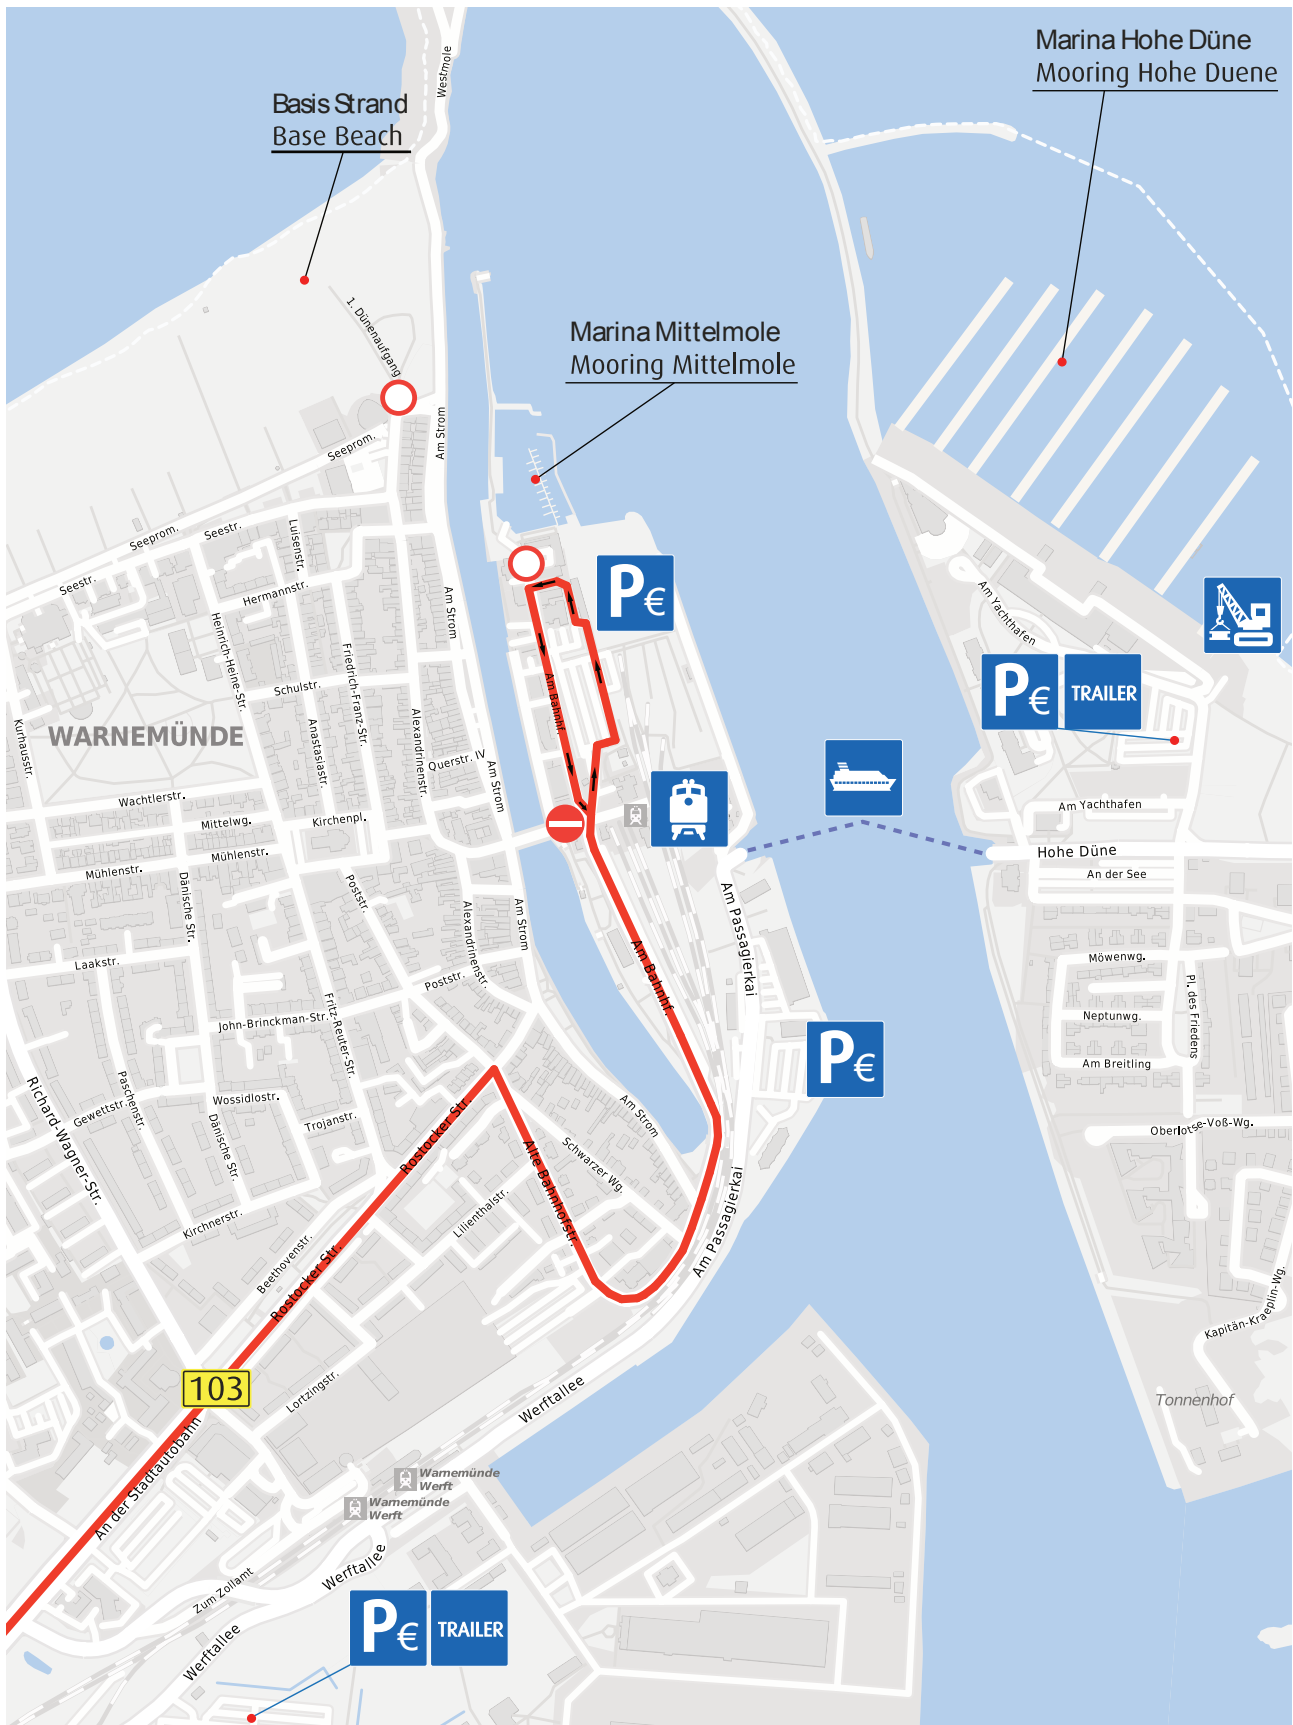 Marina Hohe Düne
Mooring Hohe Duene
Basis Strand
Base Beach
Westmole
1. Dünenaufgang
Marina Mittelmole
Mooring Mittelmole
Am Strom
Seeprom.
Seestr.
Seeprom.
Luisenstr.
Seestr.
Hermannstr.
Am Strom
P€
Am Yachthafen
Heinrich-Heine-Str.
Friedrich-Franz-Str.
Schulstr.
P€
TRAILER
Am Bahnhf.
Kurhausstr.
WARNEMÜNDE
Anastasiastr.
Alexandrinenstr.
Querstr. IV
Am Strom
Wachtlerstr.
Mittelwg.
Kirchenpl.
Am Yachthafen
Mühlenstr.
Mühlenstr.
Hohe Düne
An der See
Dänische Str.
Poststr.
Alexandrinenstr.
Am Strom
Am Passagierkai
Am Bahnhf.
Laakstr.
Poststr.
Möwenwg.
Pl. des Friedens
John-Brinckman-Str.
Fritz-Reuter-Str.
Neptunwg.
P€
Am Breitling
Richard-Wagner-Str.
Paschenstr.
Gewettstr.
Wossidlostr.
Dänische Str.
Trojanstr.
Rostocker Str.
Am Strom
Oberlotse-Voß-Wg.
Alte Bahnhofstr.
Schwarzer Wg.
Kirchnerstr.
Lilienthalstr.
Am Passagierkai
Beethovenstr.
Rostocker Str.
Kapitän-Kraeplin-Wg.
103
Lortzingstr.
Werftallee
Tonnenhof
An der Stadtautobahn
Warnemünde
Werft
Warnemünde
Werft
Werftallee
Zum Zollamt
Werftallee
P€
TRAILER